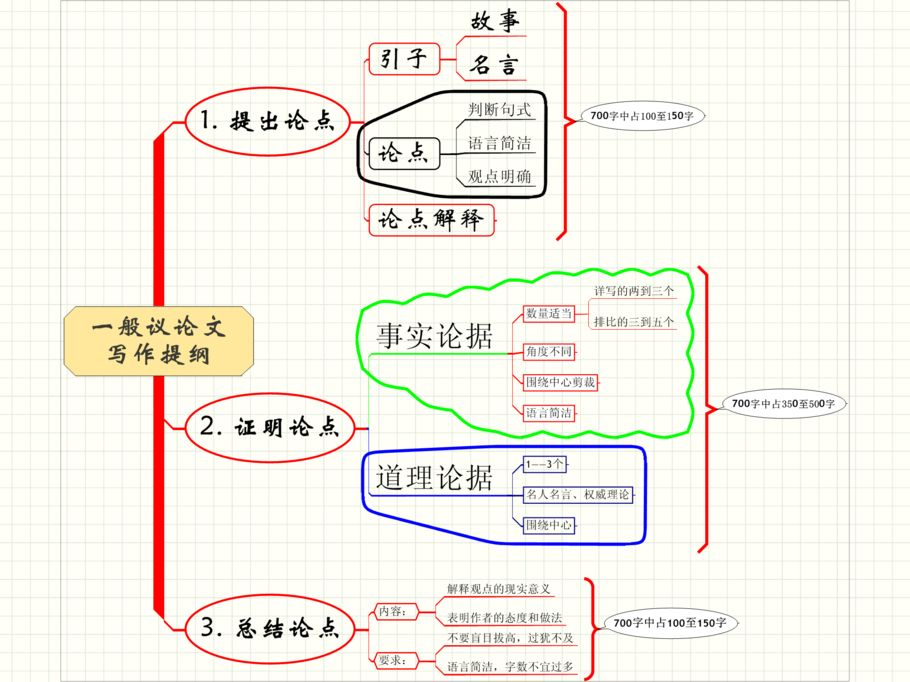 一般议论文
写作提纲
1. 提出论点
引子
故事
名言
论点
判断句式
语言简洁
观点明确
论点解释
700字中占100至150字
2. 证明论点
事实论据
数量适当
详写的两到三个
排比的三到五个
角度不同
围绕中心剪裁
语言简洁
道理论据
1--3个
名人名言、权威理论
围绕中心
700字中占350至500字
3. 总结论点
内容:
解释观点的现实意义
表明作者的态度和做法
要求:
不要盲目拔高，过犹不及
语言简洁，字数不宜过多
700字中占100至150字